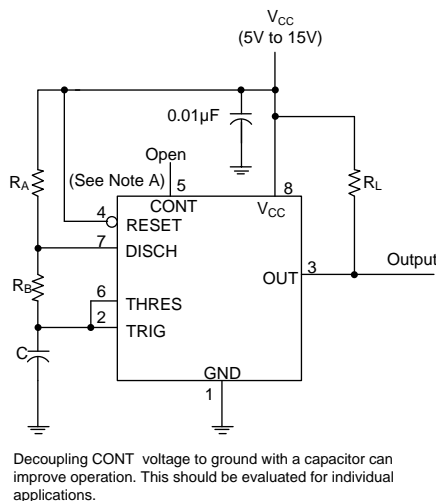 VCC
(5V to 15V)
0.01µF
Open
(See Note A)
RA
RL
5
8
CONT
VCC
4
RESET
7
DISCH
Output
3
OUT
RB
6
THRES
2
TRIG
C
GND
1
Decoupling CONT voltage to ground with a capacitor can
improve operation. This should be evaluated for individual
applications.